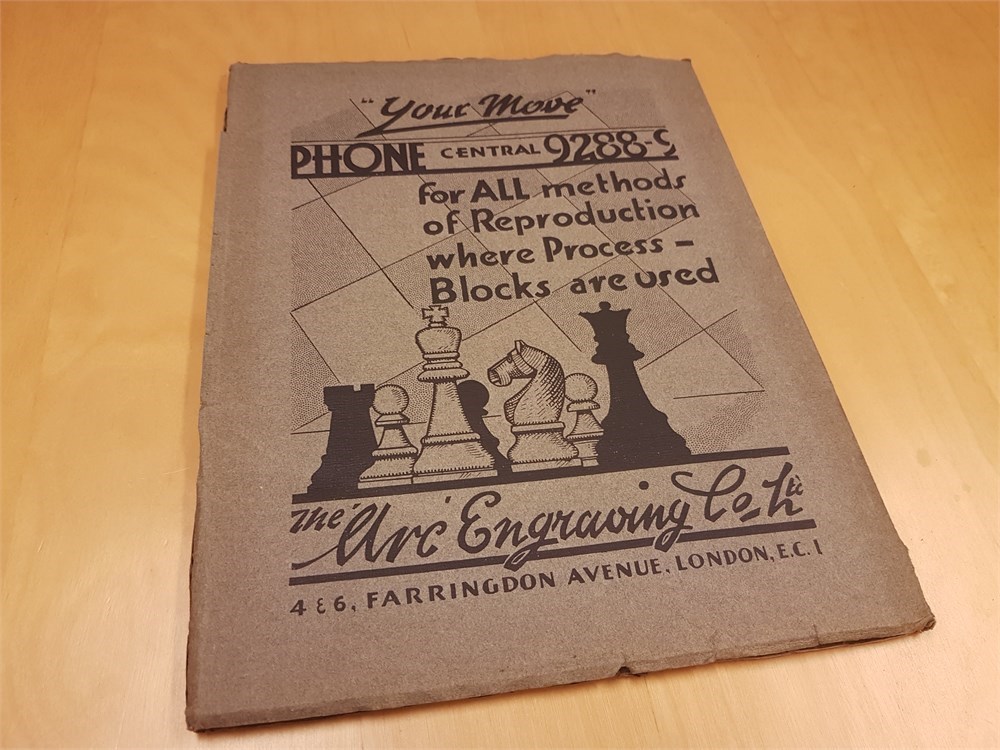 "Your Move"
PHONE CENTRAL 9288-9
for ALL methods
of Reproduction
where Process -
Blocks are used
The 'Arc' Engraving Co Ltd
4 & 6, FARRINGDON AVENUE. LONDON, E.C. 1